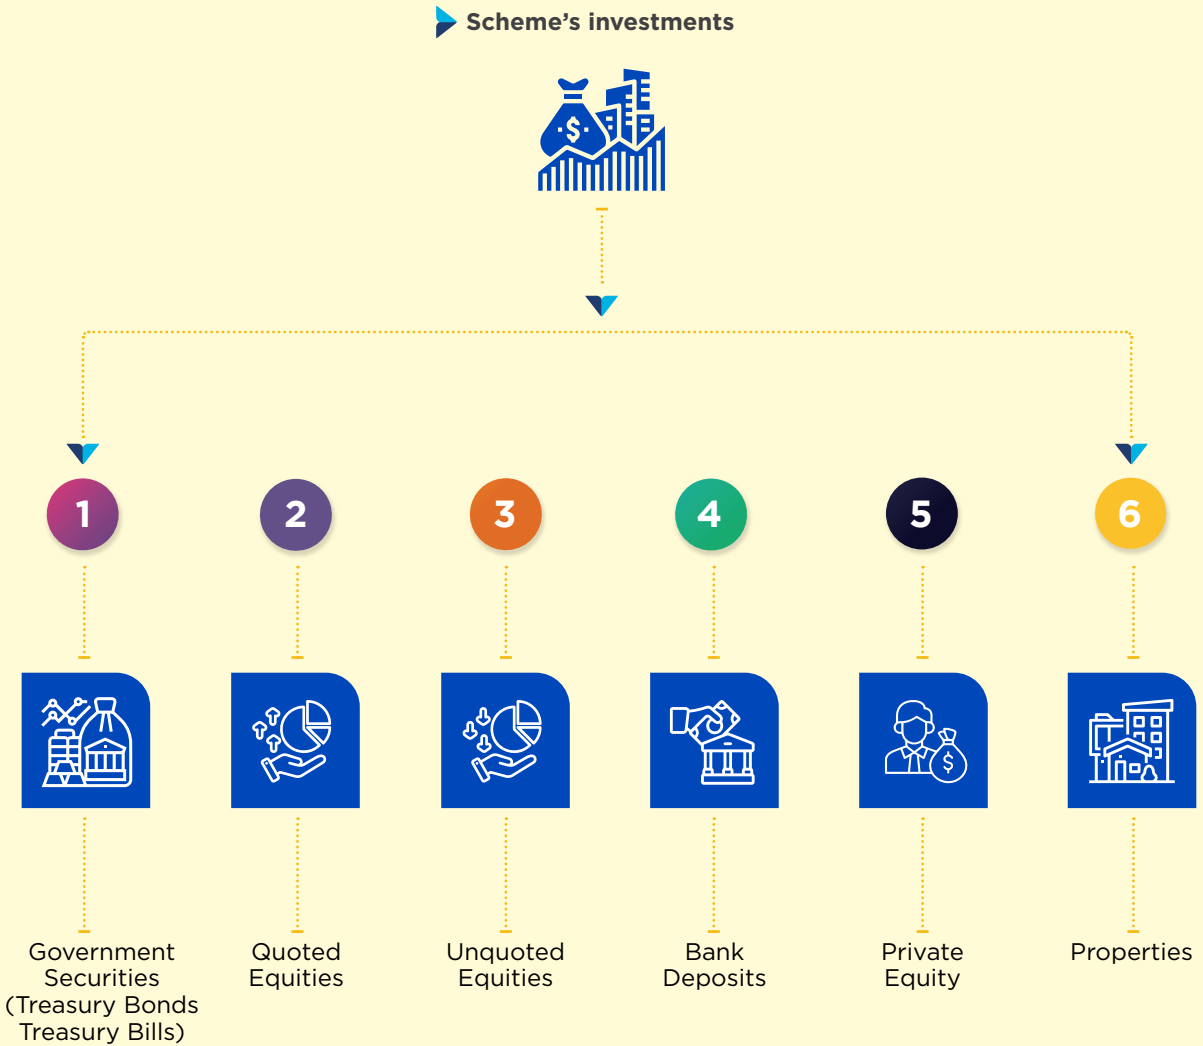 Scheme’s investments
1
2
3
4
5
6
Government
Securities
(Treasury Bonds
Treasury Bills)
Quoted
Equities
Unquoted
Equities
Bank
Deposits
Private
Equity
Properties